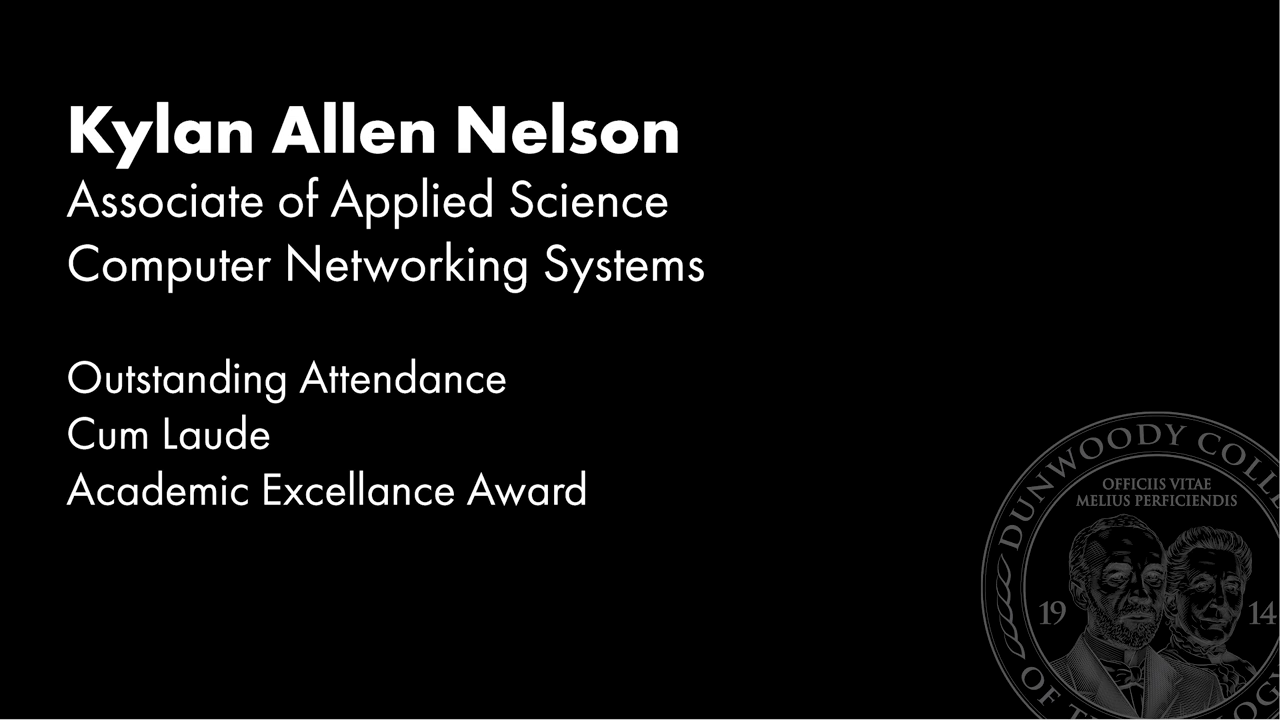 Kylan Allen Nelson
Associate of Applied Science
Computer Networking Systems
Outstanding Attendance
Cum Laude
Academic Excellance Award
DUNWOODY
OFFICIIS VITAE
MELIUS PERFICIENDIS
19 14
OF